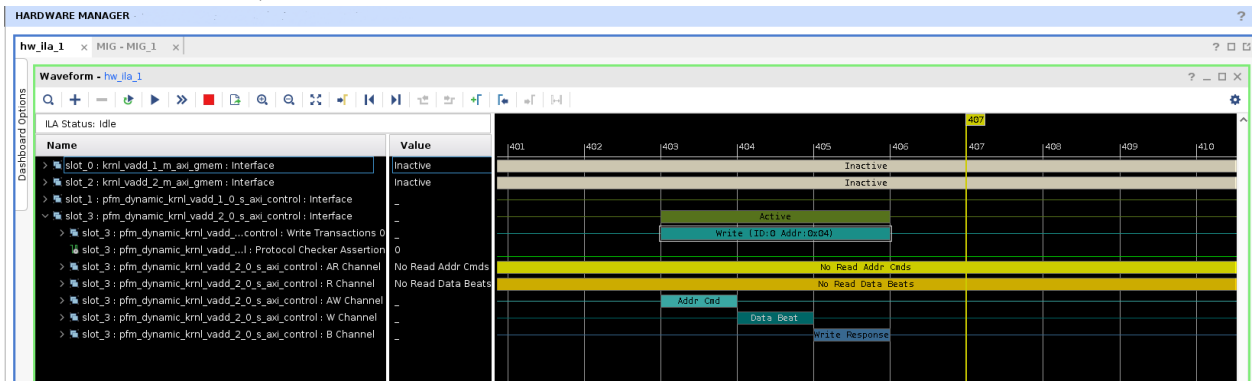 HARDWARE MANAGER -
?
hw_ila_1 × MIG - MIG_1 ×
?
Dashboard Options
Waveform - hw_ila_1
? _ □ ×
ILA Status: Idle
407
Name Value 401 402 403 404 405 406 407 408 409 410
slot_0 : krnl_vadd_1_m_axi_gmem : Interface Inactive Inactive
slot_2 : krnl_vadd_2_m_axi_gmem : Interface Inactive Inactive
slot_1 : pfm_dynamic_krnl_vadd_1_0_s_axi_control : Interface _
slot_3 : pfm_dynamic_krnl_vadd_2_0_s_axi_control : Interface _ Active
slot_3 : pfm_dynamic_krnl_vadd_...control : Write Transactions 0 _ Write (ID:0 Addr:0x04)
slot_3 : pfm_dynamic_krnl_vadd_...l : Protocol Checker Assertion 0
slot_3 : pfm_dynamic_krnl_vadd_2_0_s_axi_control : AR Channel No Read Addr Cmds No Read Addr Cmds
slot_3 : pfm_dynamic_krnl_vadd_2_0_s_axi_control : R Channel No Read Data Beats No Read Data Beats
slot_3 : pfm_dynamic_krnl_vadd_2_0_s_axi_control : AW Channel _ Addr Cmd
slot_3 : pfm_dynamic_krnl_vadd_2_0_s_axi_control : W Channel _ Data Beat
slot_3 : pfm_dynamic_krnl_vadd_2_0_s_axi_control : B Channel _ Write Response